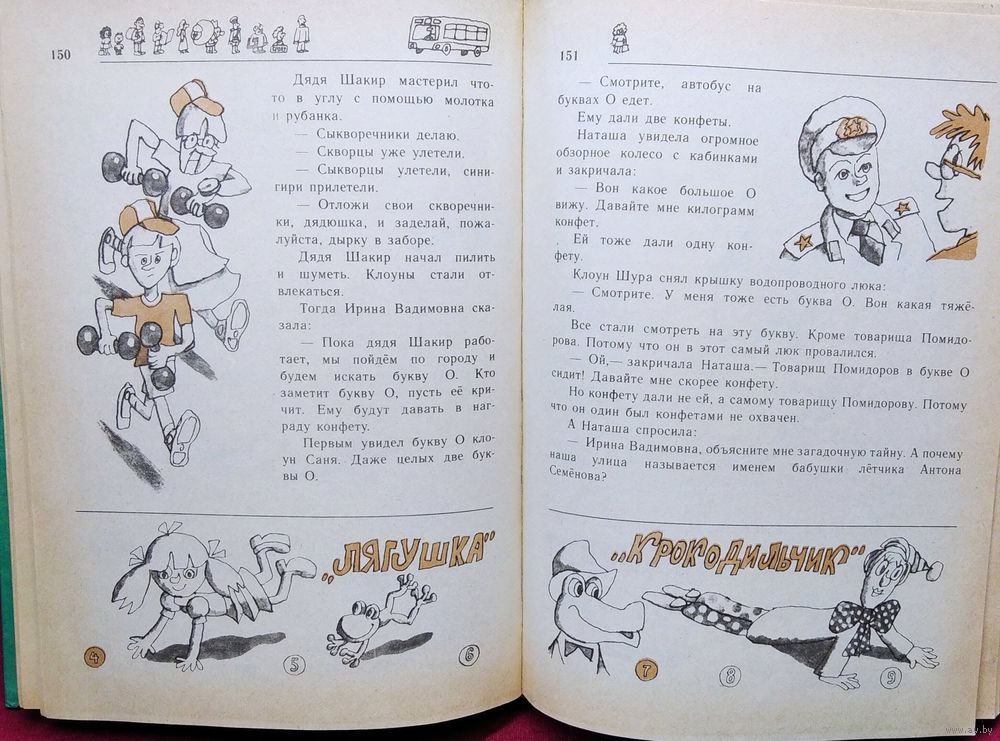 150
Дядя Шакир мастерил что-
то в углу с помощью молотка
и рубанка.
— Сыкворечники делаю.
— Скворцы уже улетели.
— Сыкворцы улетели, сини-
гири прилетели.
— Отложи свои скворечни-
ки, дядюшка, и заделай, пожа-
луйста, дырку в заборе.
Дядя Шакир начал пилить
и шуметь. Клоуны стали от-
влекаться.
Тогда Ирина Вадимовна ска-
зала:
— Пока дядя Шакир рабо-
тает, мы пойдём по городу и
будем искать букву О. Кто
заметит букву О, пусть её кри-
чит. Ему будут давать в наг-
раду конфету.
Первым увидел букву О кло-
ун Саня. Даже целых две бук-
вы О.
„ЛЯГУШКА"
4
5
6
151
— Смотрите, автобус на
буквах О едет.
Ему дали две конфеты.
Наташа увидела огромное
обзорное колесо с кабинками
и закричала:
— Вон какое большое О
вижу. Давайте мне килограмм
конфет.
Ей тоже дали одну кон-
фету.
Клоун Шура снял крышку водопроводного люка:
— Смотрите. У меня тоже есть буква О. Вон какая тяжё-
лая.
Все стали смотреть на эту букву. Кроме товарища Помидо-
рова. Потому что он в этот самый люк провалился.
— Ой,— закричала Наташа.— Товарищ Помидоров в букве О
сидит! Давайте мне скорее конфету.
Но конфету дали не ей, а самому товарищу Помидорову. Потому
что он один был конфетами не охвачен.
А Наташа спросила:
— Ирина Вадимовна, объясните мне загадочную тайну. А почему
наша улица называется именем бабушки лётчика Антона
Семёнова?
„КРОКОДИЛЬЧИК"
7
8
9
www.ay.by